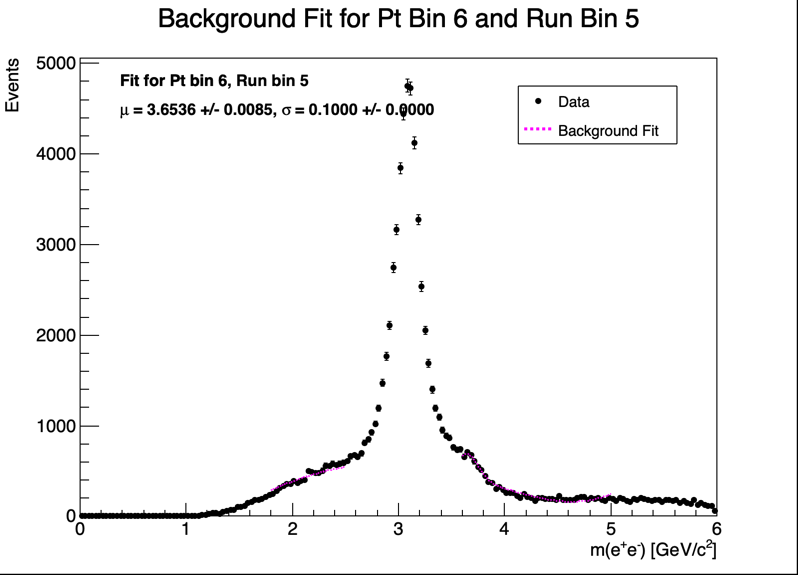 Background Fit for Pt Bin 6 and Run Bin 5
Events
5000
4000
3000
2000
1000
0
Fit for Pt bin 6, Run bin 5
μ = 3.6536 +/- 0.0085, σ = 0.1000 +/- 0.0000
Data
Background Fit
0 1 2 3 4 5 6
m(e⁺e⁻) [GeV/c²]